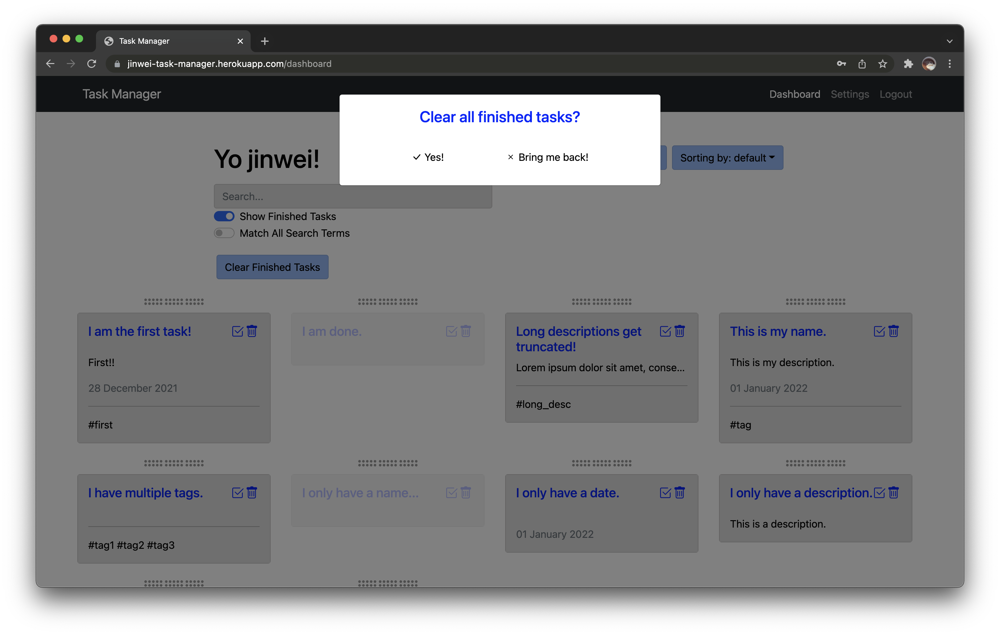 Task Manager
jinwei-task-manager.herokuapp.com/dashboard
Task Manager
Dashboard Settings Logout
Clear all finished tasks?
Yes! Bring me back!
Yo jinwei!
Sorting by: default
Search...
Show Finished Tasks
Match All Search Terms
Clear Finished Tasks
I am the first task!
First!!
28 December 2021
#first
I am done.
Long descriptions get
truncated!
Lorem ipsum dolor sit amet, conse...
#long_desc
This is my name.
This is my description.
01 January 2022
#tag
I have multiple tags.
#tag1 #tag2 #tag3
I only have a name...
I only have a date.
01 January 2022
I only have a description.
This is a description.